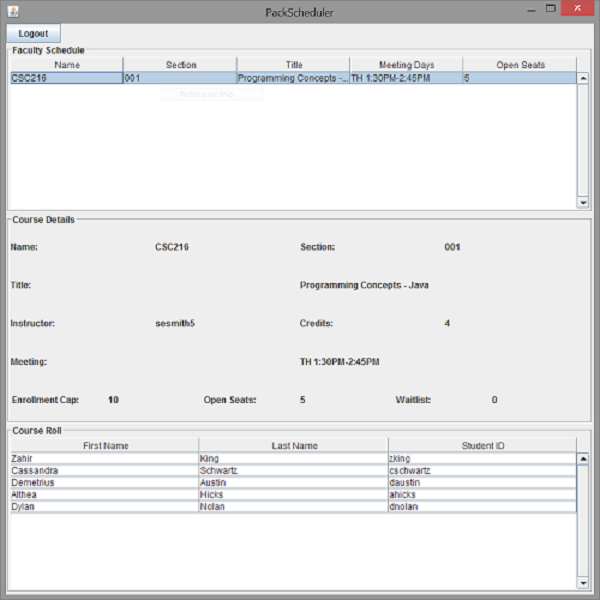 PackScheduler
Logout
Faculty Schedule
Name Section Title Meeting Days Open Seats
CSC216 001 Programming Concepts -... TH 1:30PM-2:45PM 5
Course Details
Name: CSC216 Section: 001
Title: Programming Concepts - Java
Instructor: sesmith5 Credits: 4
Meeting: TH 1:30PM-2:45PM
Enrollment Cap: 10 Open Seats: 5 Waitlist: 0
Course Roll
First Name Last Name Student ID
Zahir King zking
Cassandra Schwartz cschwartz
Demetrius Austin daustin
Althea Hicks ahicks
Dylan Nolan dnolan